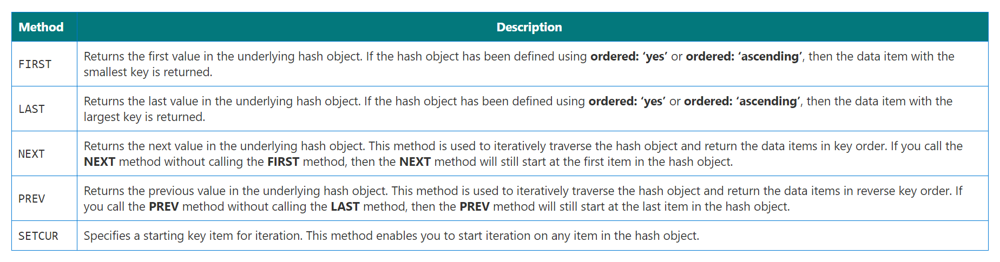 Method Description
FIRST
Returns the first value in the underlying hash object. If the hash object has been defined using ordered: ‘yes’ or ordered: ‘ascending’, then the data item with the
smallest key is returned.
LAST
Returns the last value in the underlying hash object. If the hash object has been defined using ordered: ‘yes’ or ordered: ‘ascending’, then the data item with the
largest key is returned.
NEXT
Returns the next value in the underlying hash object. This method is used to iteratively traverse the hash object and return the data items in key order. If you call the
NEXT method without calling the FIRST method, then the NEXT method will still start at the first item in the hash object.
PREV
Returns the previous value in the underlying hash object. This method is used to iteratively traverse the hash object and return the data items in reverse key order. If
you call the PREV method without calling the LAST method, then the PREV method will still start at the last item in the hash object.
SETCUR Specifies a starting key item for iteration. This method enables you to start iteration on any item in the hash object.